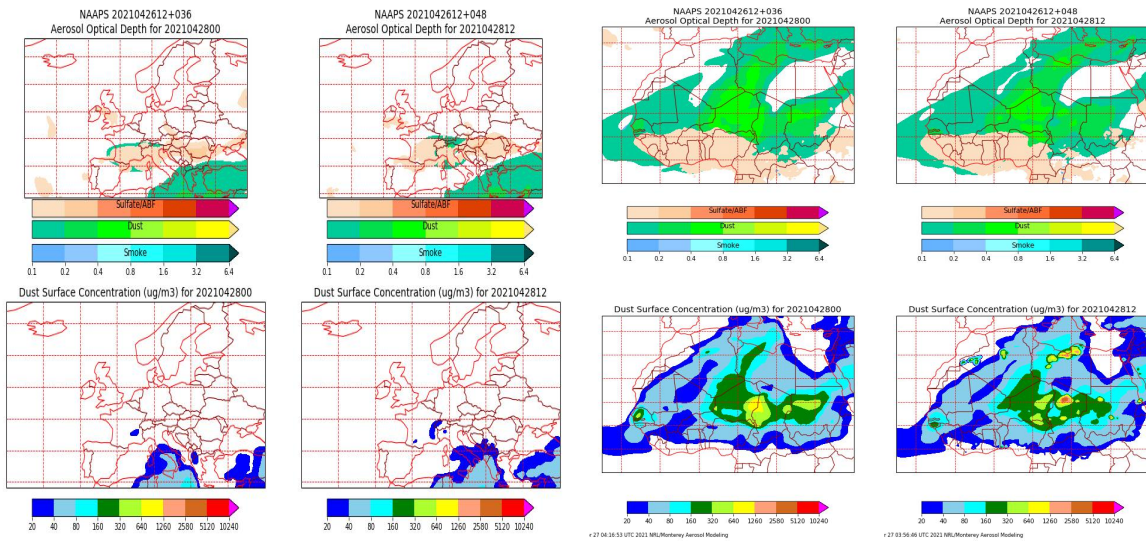 NAAPS 2021042612+036
Aerosol Optical Depth for 2021042800
NAAPS 2021042612+048
Aerosol Optical Depth for 2021042812
NAAPS 2021042612+036
Aerosol Optical Depth for 2021042800
NAAPS 2021042612+048
Aerosol Optical Depth for 2021042812
Sulfate/ABF
Dust
Smoke
0.1 0.2 0.4 0.8 1.6 3.2 6.4
Sulfate/ABF
Dust
Smoke
0.1 0.2 0.4 0.8 1.6 3.2 6.4
Sulfate/ABF
Dust
Smoke
0.1 0.2 0.4 0.8 1.6 3.2 6.4
Sulfate/ABF
Dust
Smoke
0.1 0.2 0.4 0.8 1.6 3.2 6.4
Dust Surface Concentration (ug/m3) for 2021042800
Dust Surface Concentration (ug/m3) for 2021042812
Dust Surface Concentration (ug/m3) for 2021042800
Dust Surface Concentration (ug/m3) for 2021042812
20 40 80 160 320 640 1260 2580 5120 10240
20 40 80 160 320 640 1260 2580 5120 10240
20 40 80 160 320 640 1260 2580 5120 10240
20 40 80 160 320 640 1260 2580 5120 10240
r 27 04:16:53 UTC 2021 NRL/Monterey Aerosol Modeling
r 27 03:56:46 UTC 2021 NRL/Monterey Aerosol Modeling